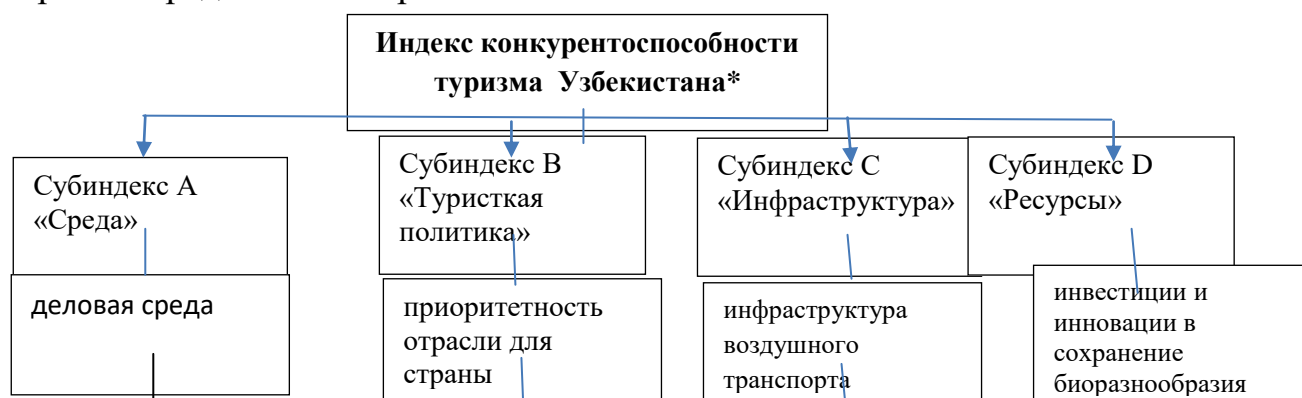 Индекс конкурентоспособности
туризма Узбекистана*
Субиндекс A
«Среда»
Субиндекс B
«Туристкая
политика»
Субиндекс C
«Инфраструктура»
Субиндекс D
«Ресурсы»
деловая среда
приоритетность
отрасли для
страны
инфраструктура
воздушного
транспорта
инвестиции и
инновации в
сохранение
биоразнообразия